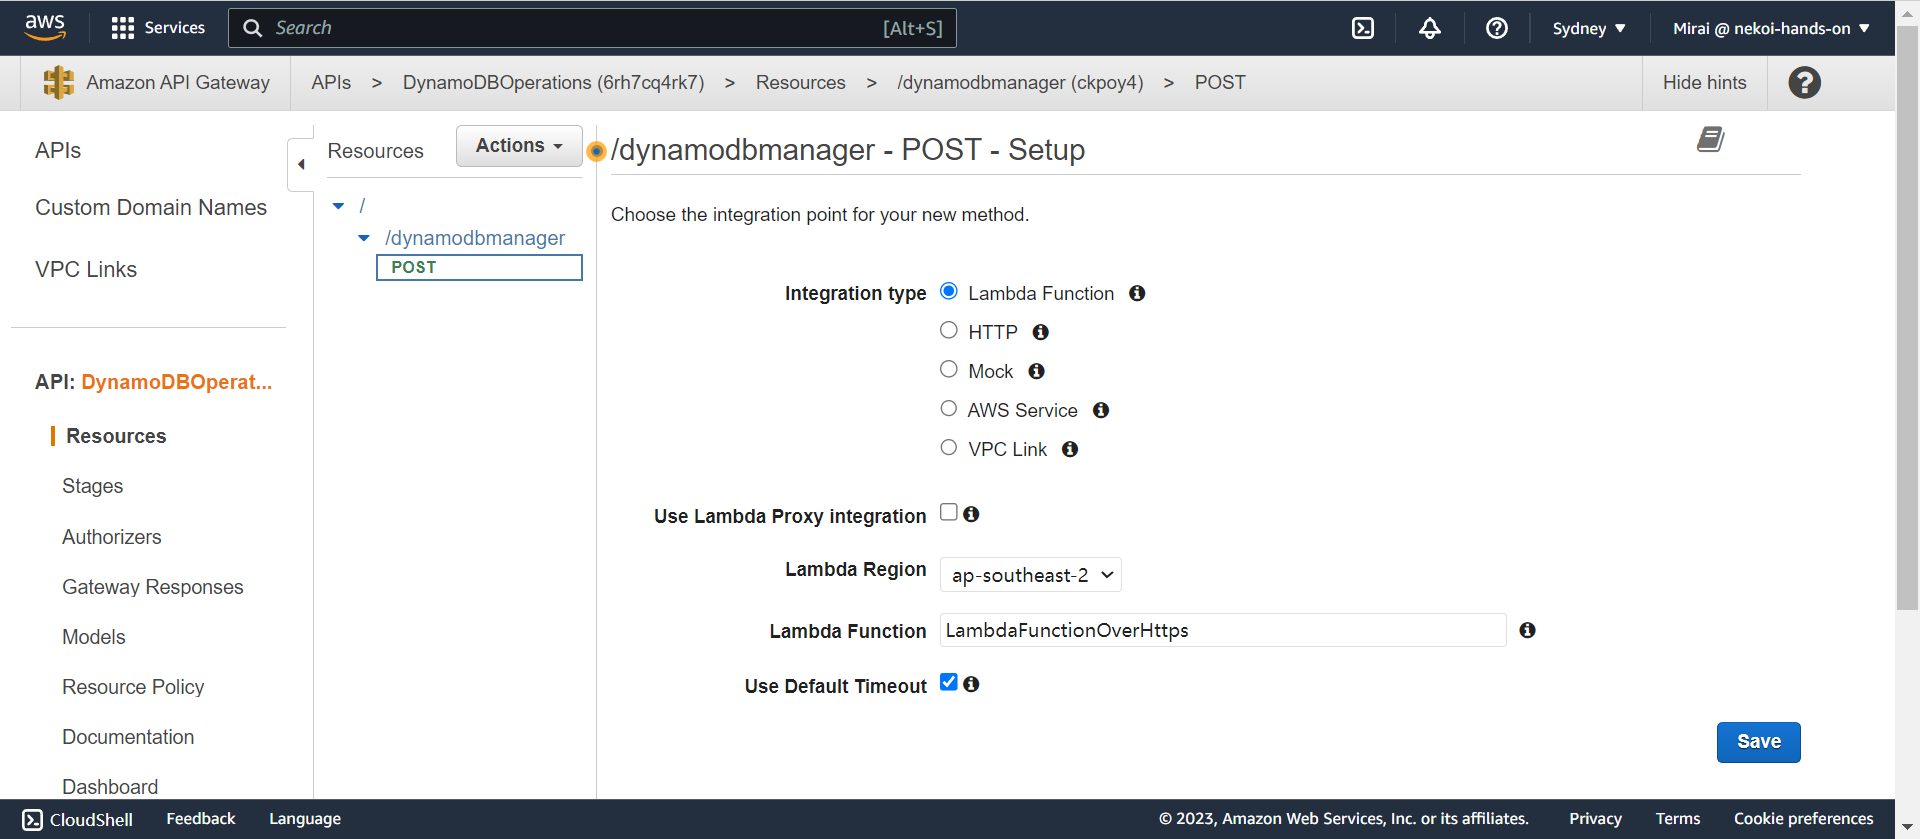 aws
Services
Search
[Alt+S]
Sydney
Mirai @ nekoi-hands-on
Amazon API Gateway
APIs > DynamoDBOperations (6rh7cq4rk7) > Resources > /dynamodbmanager (ckpoy4) > POST
Hide hints
APIs
Custom Domain Names
VPC Links
API: DynamoDBOperat...
Resources
Stages
Authorizers
Gateway Responses
Models
Resource Policy
Documentation
Dashboard
Resources
Actions
/
/dynamodbmanager
POST
/dynamodbmanager - POST - Setup
Choose the integration point for your new method.
Integration type
Lambda Function
HTTP
Mock
AWS Service
VPC Link
Use Lambda Proxy integration
Lambda Region
ap-southeast-2
Lambda Function
LambdaFunctionOverHttps
Use Default Timeout
Save
CloudShell
Feedback
Language
© 2023, Amazon Web Services, Inc. or its affiliates.
Privacy
Terms
Cookie preferences